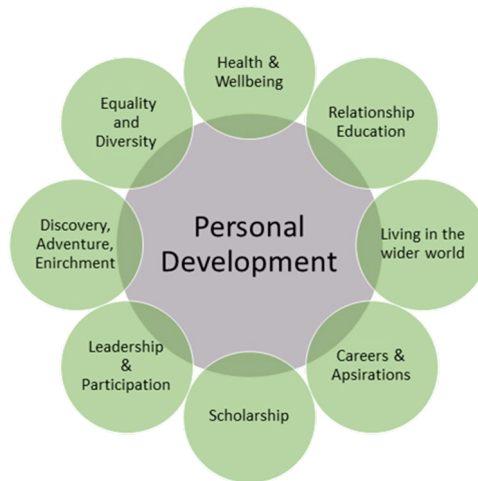 Health &
Wellbeing
Relationship
Education
Living in the
wider world
Careers &
Apsirations
Scholarship
Leadership
&
Participation
Discovery,
Adventure,
Enirchment
Equality
and
Diversity
Personal
Development